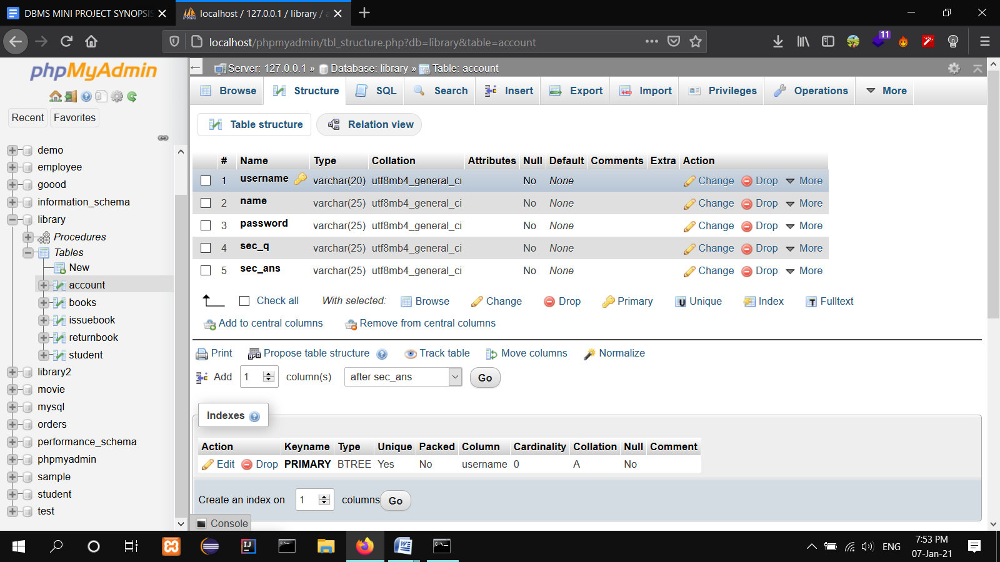 DBMS MINI PROJECT SYNOPSIS
localhost / 127.0.0.1 / library / a
localhost/phpmyadmin/tbl_structure.php?db=library&table=account
11
phpMyAdmin
Recent
Favorites
demo
employee
goood
information_schema
library
Procedures
Tables
New
account
books
issuebook
returnbook
student
library2
movie
mysql
orders
performance_schema
phpmyadmin
sample
student
test
Server: 127.0.0.1 » Database: library » Table: account
Browse Structure SQL Search Insert Export Import Privileges Operations More
Table structure Relation view
# Name Type Collation Attributes Null Default Comments Extra Action
1 username varchar(20) utf8mb4_general_ci No None Change Drop More
2 name varchar(25) utf8mb4_general_ci No None Change Drop More
3 password varchar(25) utf8mb4_general_ci No None Change Drop More
4 sec_q varchar(25) utf8mb4_general_ci No None Change Drop More
5 sec_ans varchar(25) utf8mb4_general_ci No None Change Drop More
Check all With selected: Browse Change Drop Primary Unique Index Fulltext
Add to central columns Remove from central columns
Print Propose table structure Track table Move columns Normalize
Add 1 column(s) after sec_ans Go
Indexes
Action Keyname Type Unique Packed Column Cardinality Collation Null Comment
Edit Drop PRIMARY BTREE Yes No username 0 A No
Create an index on 1 columns Go
Console
ENG
7:53 PM
07-Jan-21